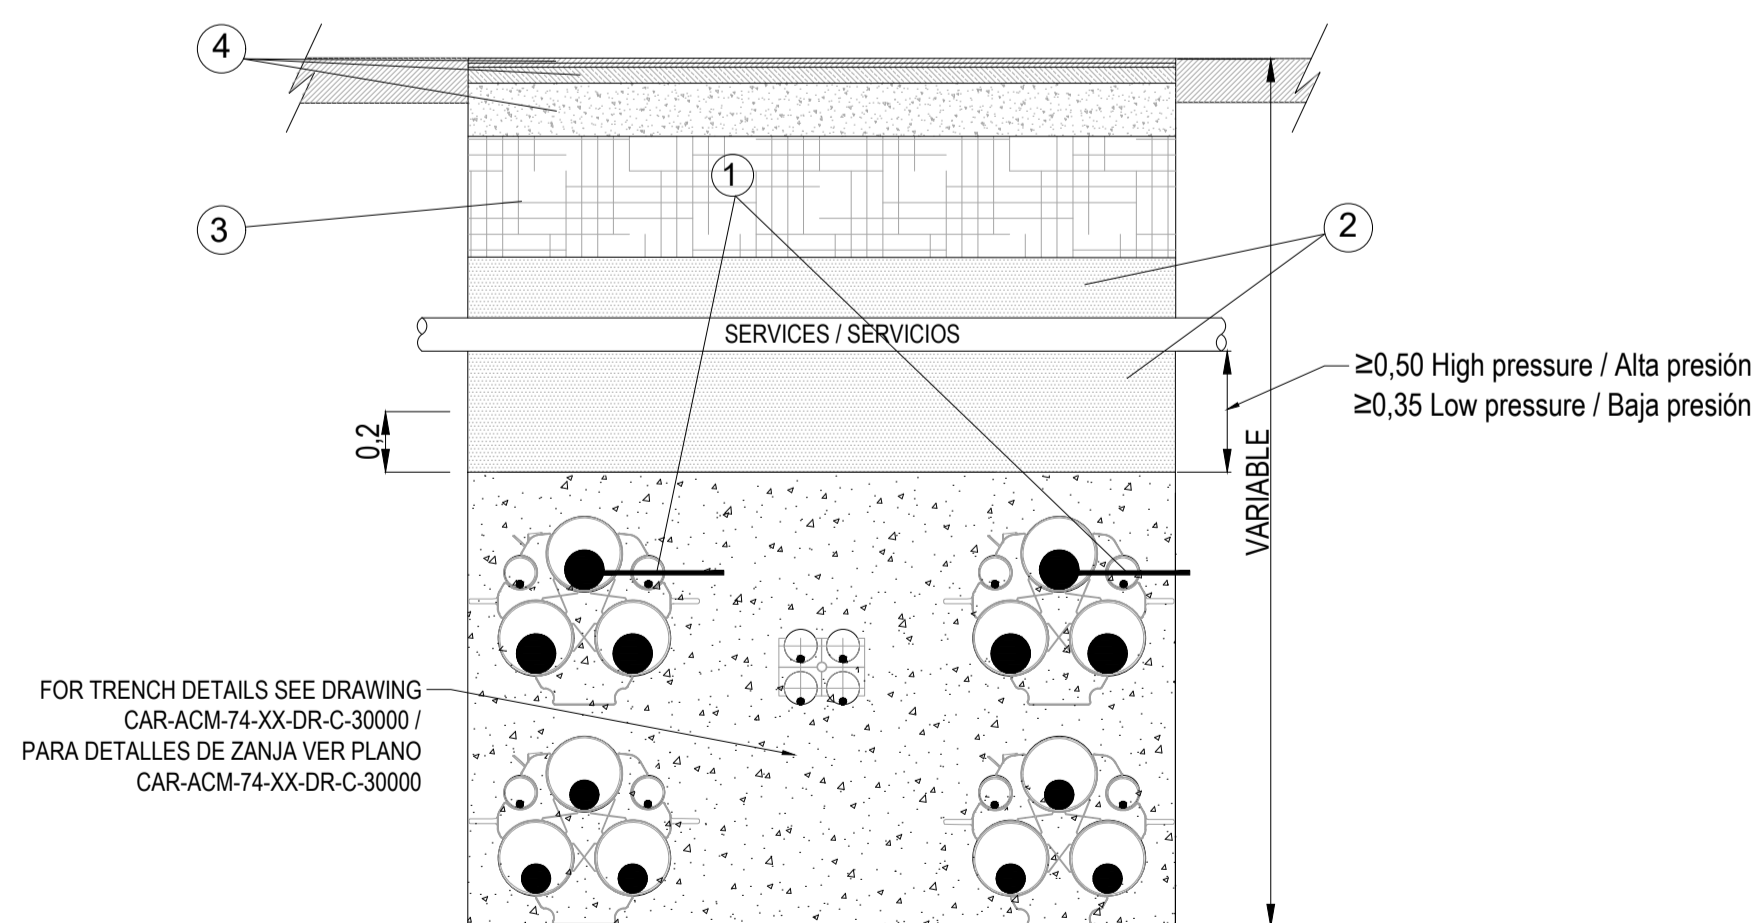 4
1
3
2
SERVICES / SERVICIOS
≥0,50 High pressure / Alta presión
≥0,35 Low pressure / Baja presión
0,2
VARIABLE
FOR TRENCH DETAILS SEE DRAWING
CAR-ACM-74-XX-DR-C-30000 /
PARA DETALLES DE ZANJA VER PLANO
CAR-ACM-74-XX-DR-C-30000